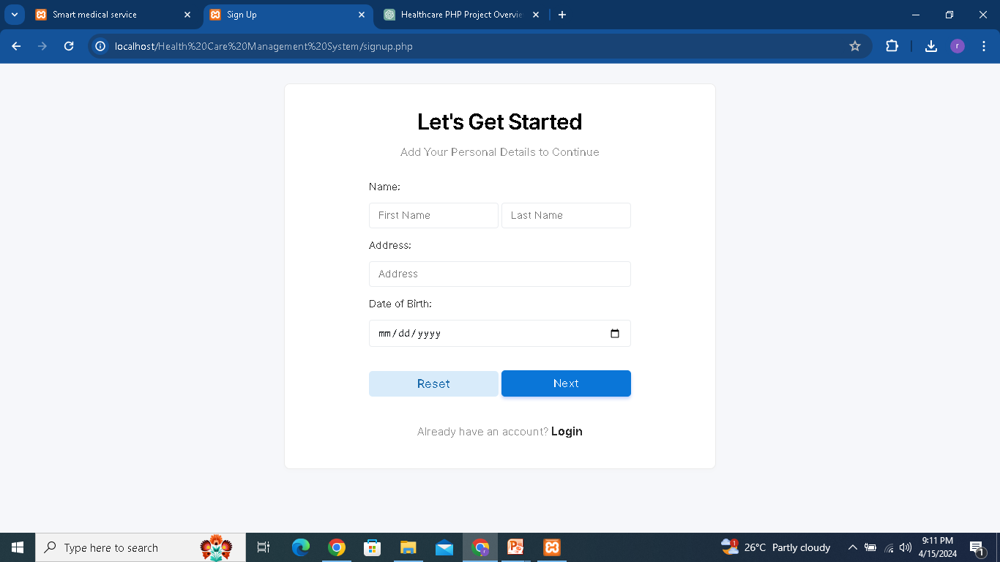 Smart medical service
Sign Up
Healthcare PHP Project Overvie
localhost/Health%20Care%20Management%20System/signup.php
r
Let's Get Started
Add Your Personal Details to Continue
Name:
First Name
Last Name
Address:
Address
Date of Birth:
mm/dd/yyyy
Reset
Next
Already have an account? Login
Type here to search
1
26°C Partly cloudy
9:11 PM
4/15/2024
1